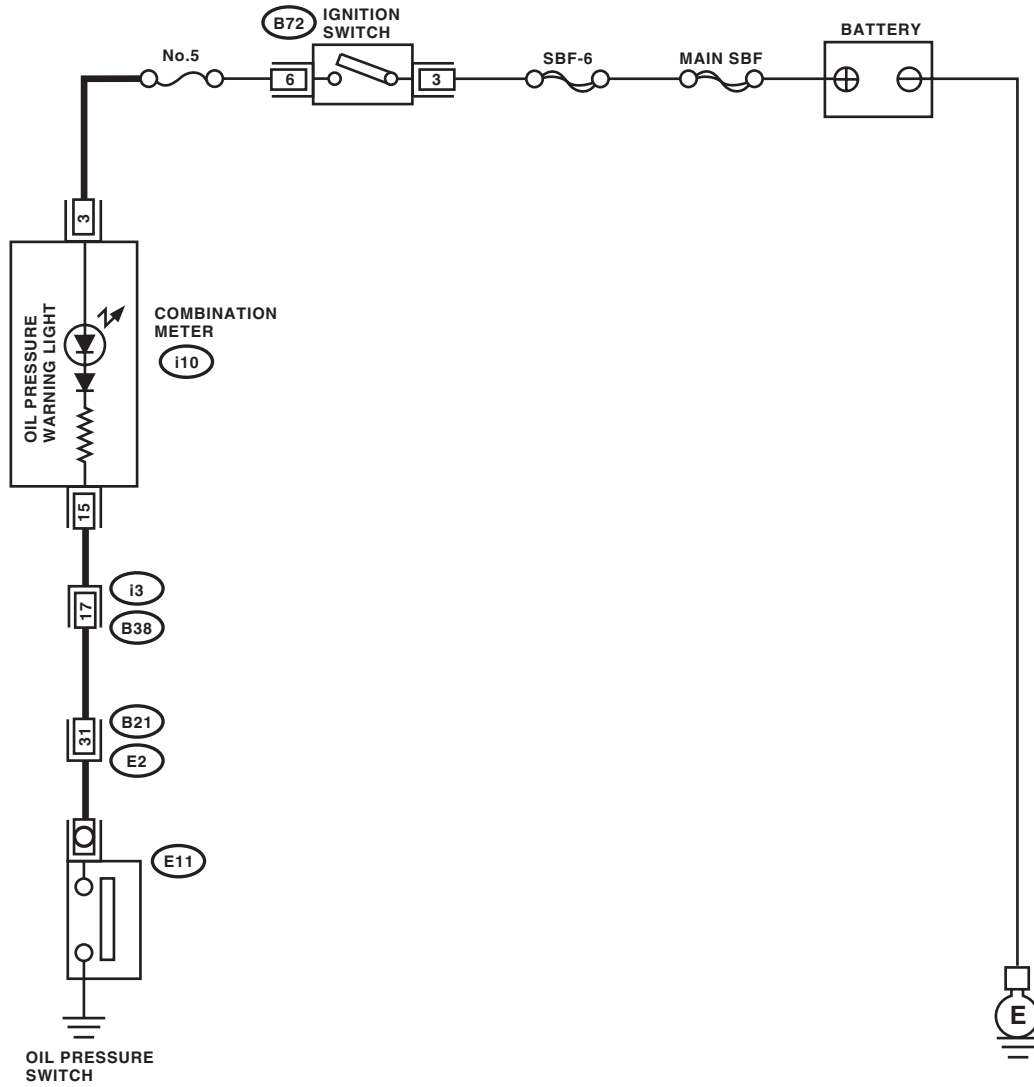 B72
IGNITION
SWITCH
No.5
SBF-6
MAIN SBF
BATTERY
6
3
3
OIL PRESSURE
WARNING LIGHT
COMBINATION
METER
i10
15
i3
17
B38
B21
31
E2
E11
E
OIL PRESSURE
SWITCH